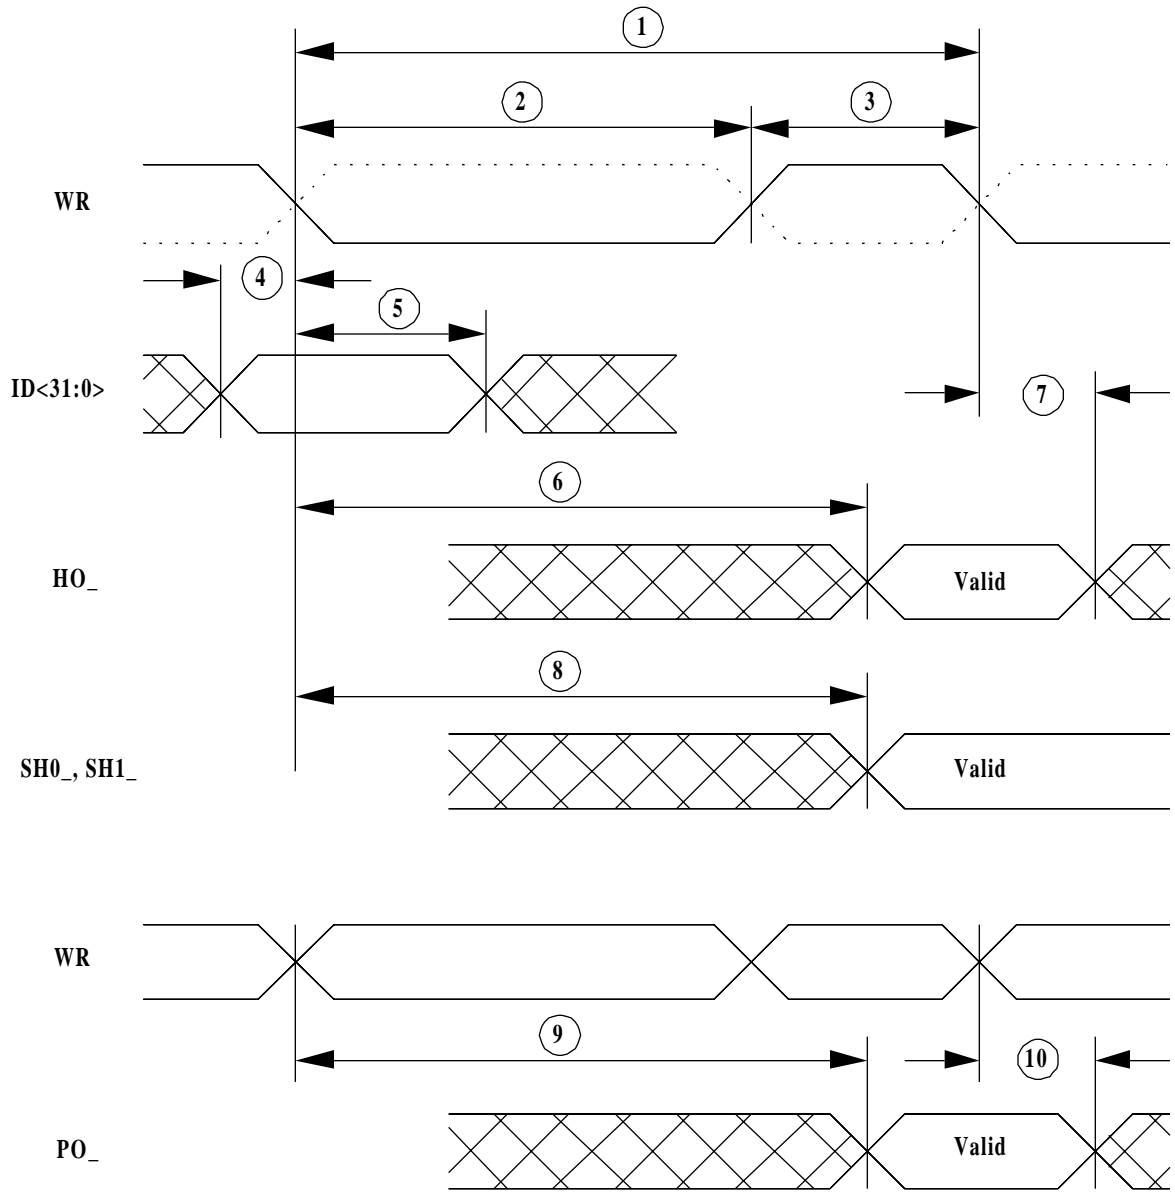 1
2
3
WR
4
5
ID<31:0>
7
6
HO_
Valid
8
SH0_, SH1_
Valid
WR
9
10
PO_
Valid